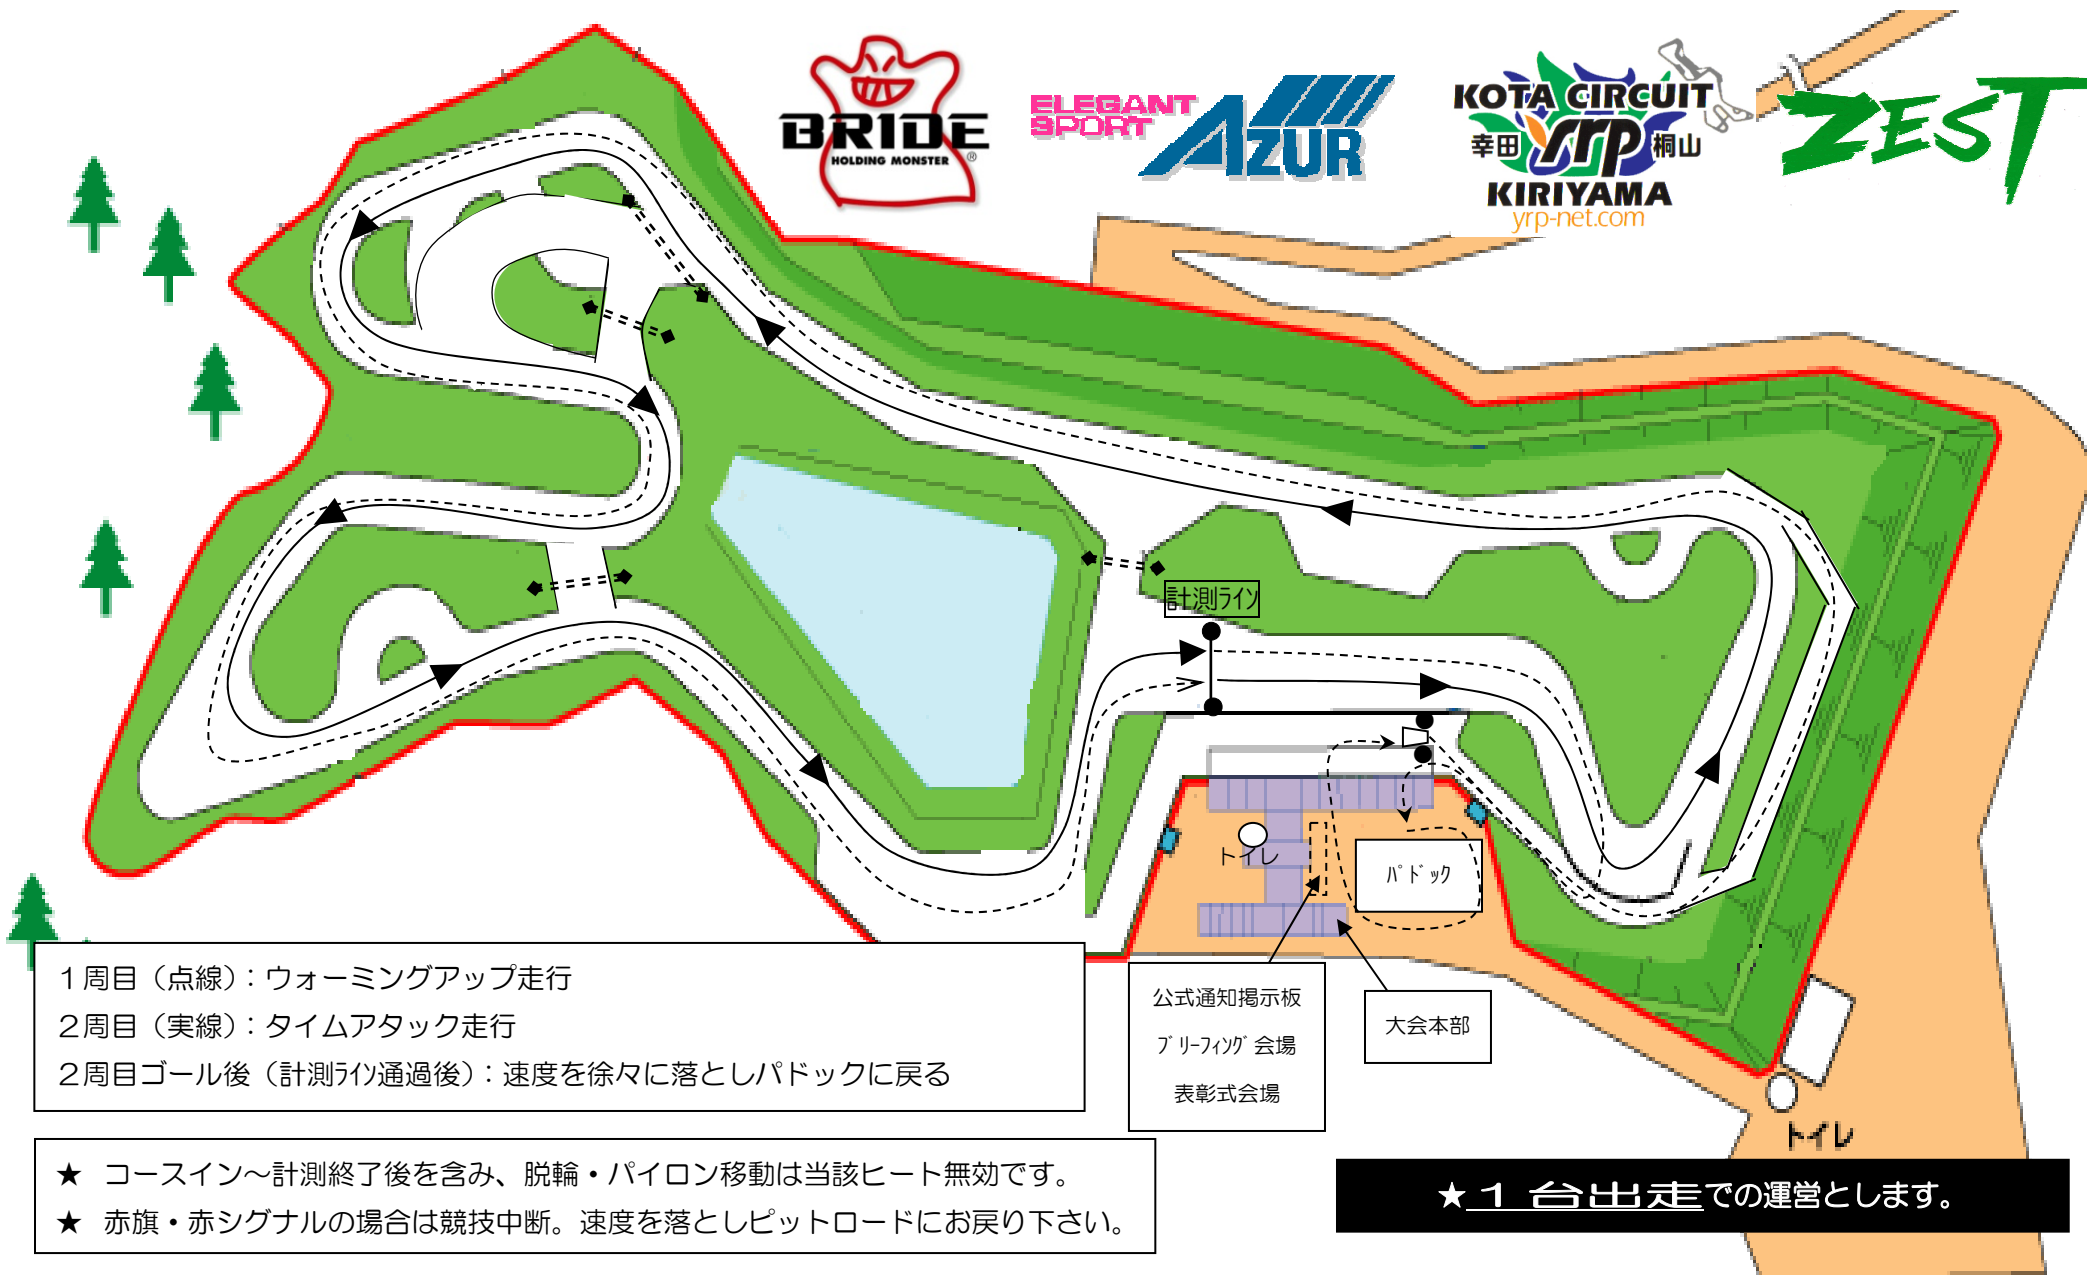 BRIDE
HOLDING MONSTER
®
ELEGANT
SPORT
AZUR
KOTA CIRCUIT
幸田 yrp 桐山
KIRIYAMA
yrp-net.com
ZEST
計測ﾗｲﾝ
トイレ
ﾊﾟﾄﾞｯｸ
公式通知掲示板
ﾌﾞﾘｰﾌｨﾝｸﾞ会場
表彰式会場
大会本部
トイレ
１周目（点線）：ウォーミングアップ走行
２周目（実線）：タイムアタック走行
２周目ゴール後（計測ﾗｲﾝ通過後）：速度を徐々に落としパドックに戻る
★ コースイン～計測終了後を含み、脱輪・パイロン移動は当該ヒート無効です。
★ 赤旗・赤シグナルの場合は競技中断。速度を落としピットロードにお戻り下さい。
★１台出走での運営とします。